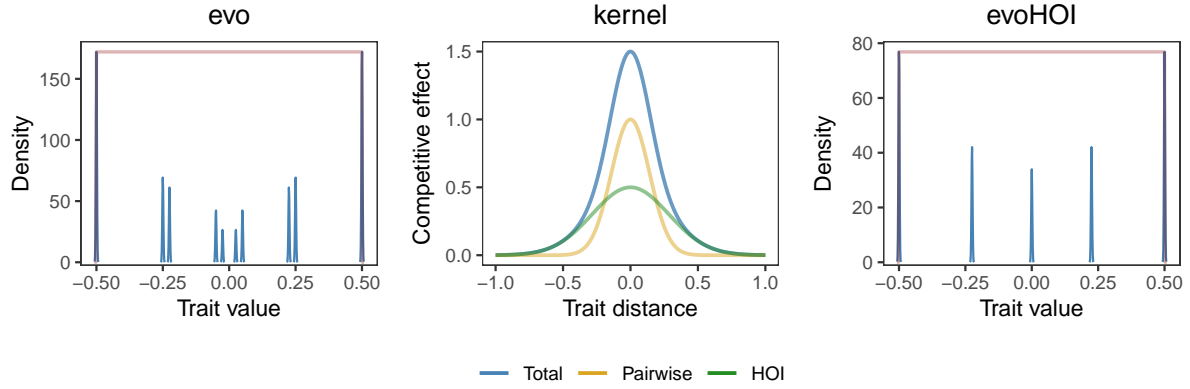 evo
Density
150
100
50
0
−0.50 −0.25 0.00 0.25 0.50
Trait value
kernel
Competitive effect
1.5
1.0
0.5
0.0
−1.0 −0.5 0.0 0.5 1.0
Trait distance
evoHOI
Density
80
60
40
20
0
−0.50 −0.25 0.00 0.25 0.50
Trait value
Total Pairwise HOI